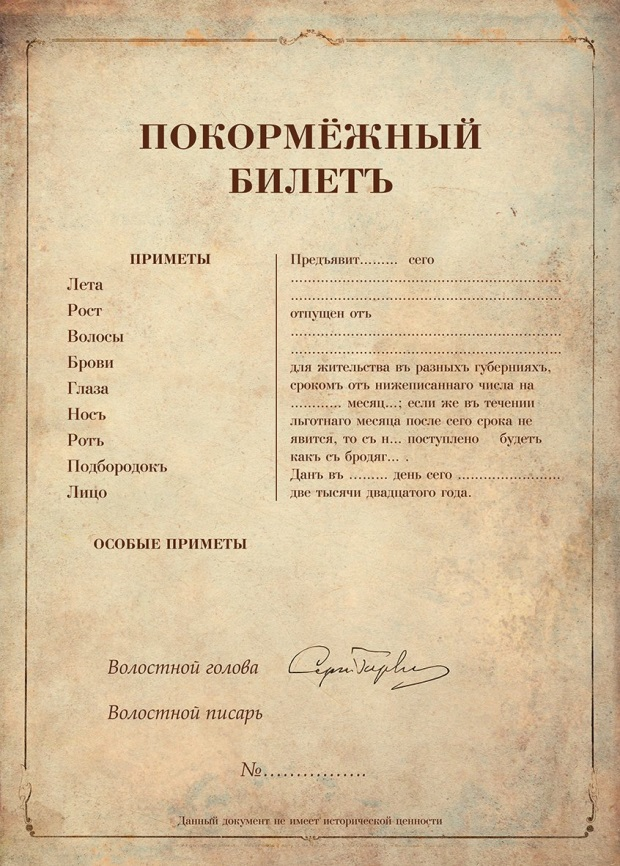 ПОКОРМЁЖНЫЙ
БИЛЕТЪ
ПРИМЕТЫ
Лета
Рост
Волосы
Брови
Глаза
Носъ
Ротъ
Подбородокъ
Лицо
Предъявит......... сего
отпущен отъ
для жительства въ разныхъ губернияхъ,
срокомъ отъ нижеписаннаго числа на
............ месяц...; если же въ течении
льготнаго месяца после сего срока не
явится, то съ н... поступлено будетъ
какъ съ бродяг... .
Данъ въ ......... день сего ........................
две тысячи двадцатого года.
ОСОБЫЕ ПРИМЕТЫ
Волостной голова
Волостной писарь
№................
Данный документ не имеет исторической ценности